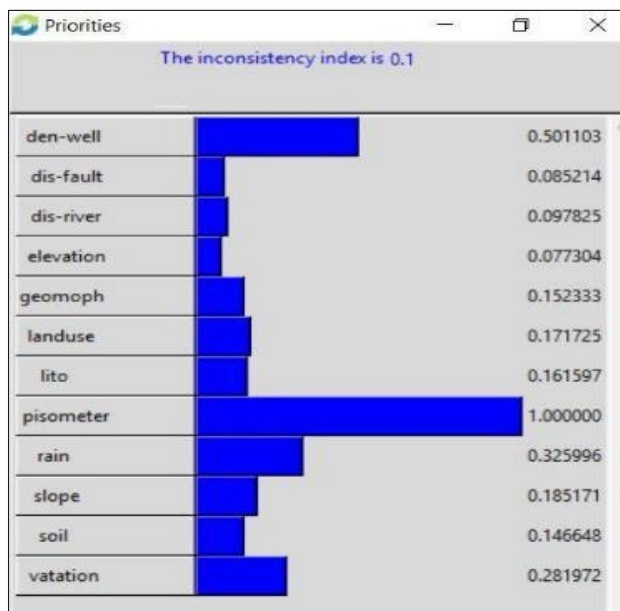 Priorities
The inconsistency index is 0.1
den-well 0.501103
dis-fault 0.085214
dis-river 0.097825
elevation 0.077304
geomoph 0.152333
landuse 0.171725
lito 0.161597
pisometer 1.000000
rain 0.325996
slope 0.185171
soil 0.146648
vatation 0.281972